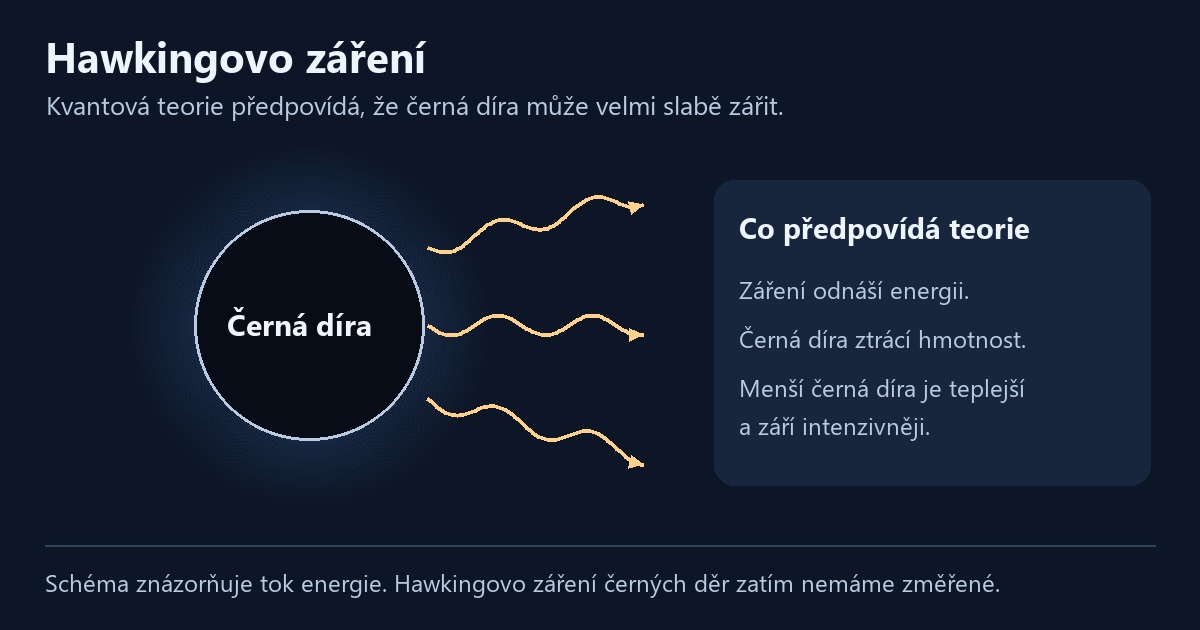 Hawkingovo záření
Kvantová teorie předpovídá, že černá díra může velmi slabě zářit.
Černá díra
Co předpovídá teorie
Záření odnáší energii.
Černá díra ztrácí hmotnost.
Menší černá díra je teplejší
a září intenzivněji.
Schéma znázorňuje tok energie. Hawkingovo záření černých děr zatím nemáme změřené.